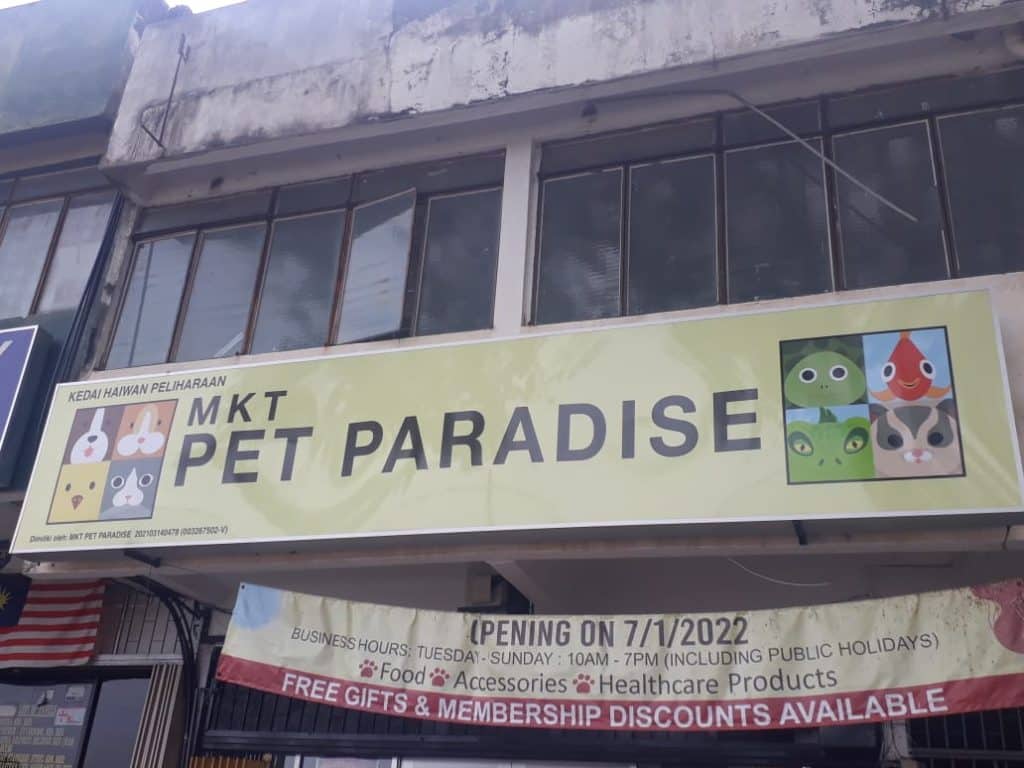 KEDAI HAIWAN PELIHARAAN
MKT
PET PARADISE
Dimiliki oleh: MKT PET PARADISE 202103140478 (003267502-V)
OPENING ON 7/1/2022
BUSINESS HOURS: TUESDAY - SUNDAY : 10AM - 7PM (INCLUDING PUBLIC HOLIDAYS)
Food Accessories Healthcare Products
FREE GIFTS & MEMBERSHIP DISCOUNTS AVAILABLE